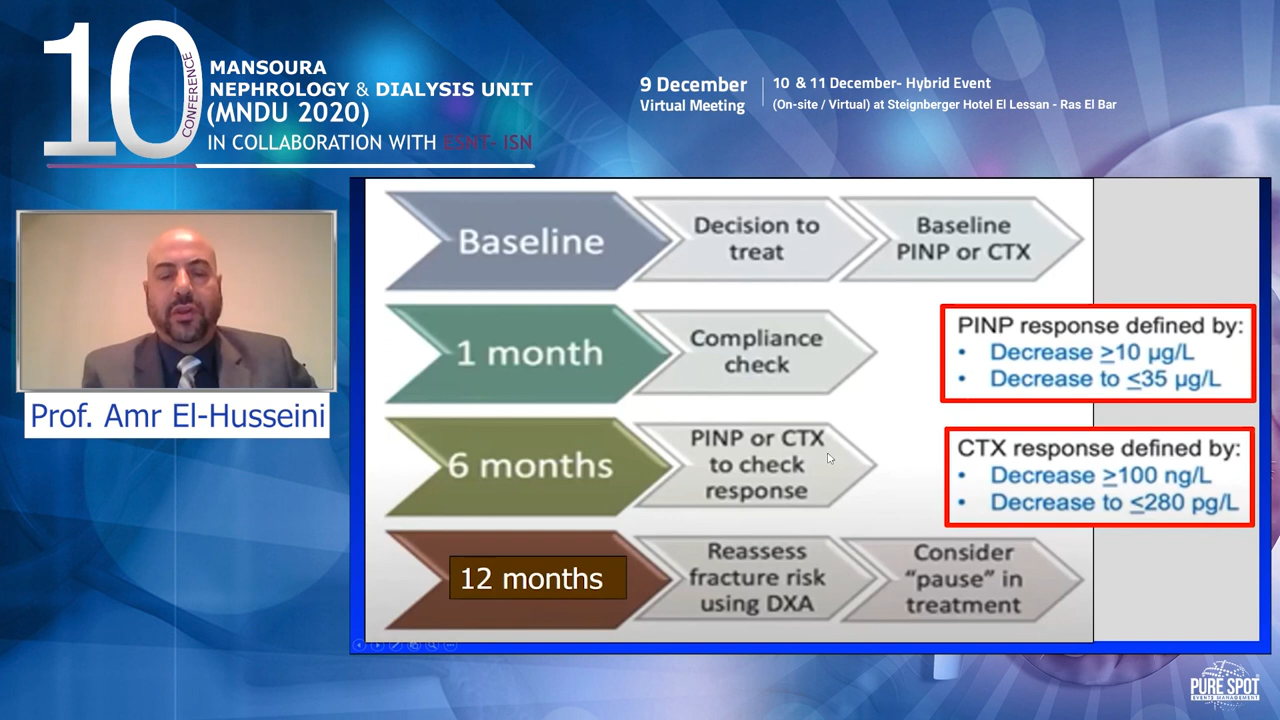 10
CONFERENCE
MANSOURA
NEPHROLOGY & DIALYSIS UNIT
(MNDU 2020)
IN COLLABORATION WITH ESNT- ISN
9 December
Virtual Meeting
10 & 11 December- Hybrid Event
(On-site / Virtual) at Steignberger Hotel El Lessan - Ras El Bar
Prof. Amr El-Husseini
Baseline
Decision to
treat
Baseline
PINP or CTX
1 month
Compliance
check
PINP response defined by:
• Decrease ≥10 µg/L
• Decrease to ≤35 µg/L
6 months
PINP or CTX
to check
response
CTX response defined by:
• Decrease ≥100 ng/L
• Decrease to ≤280 pg/L
12 months
Reassess
fracture risk
using DXA
Consider
“pause” in
treatment
PURE SPOT
EVENTS MANAGEMENT